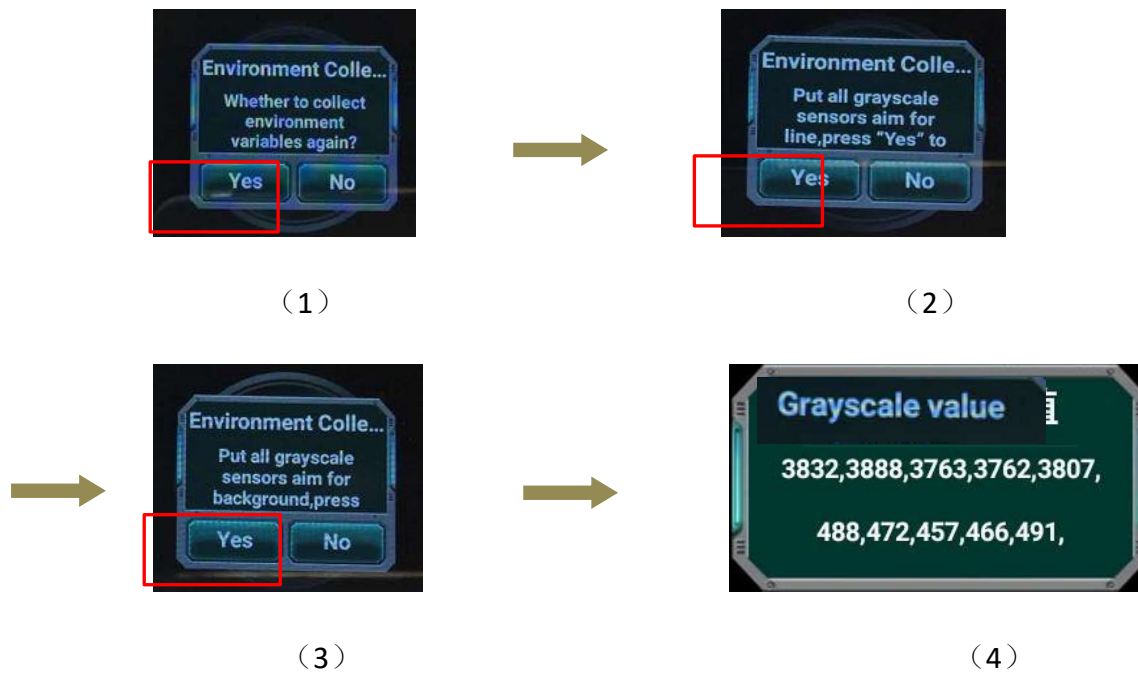 Environment Colle...
Whether to collect
environment
variables again?
Yes No
（1）
Environment Colle...
Put all grayscale
sensors aim for
line,press "Yes" to
Yes No
（2）
Environment Colle...
Put all grayscale
sensors aim for
background,press
Yes No
（3）
Grayscale value
3832,3888,3763,3762,3807,
488,472,457,466,491,
（4）